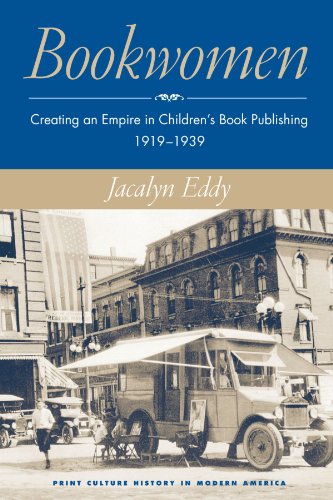 Bookwomen
Creating an Empire in Children's Book Publishing
1919–1939
Jacalyn Eddy
PRINT CULTURE HISTORY IN MODERN AMERICA